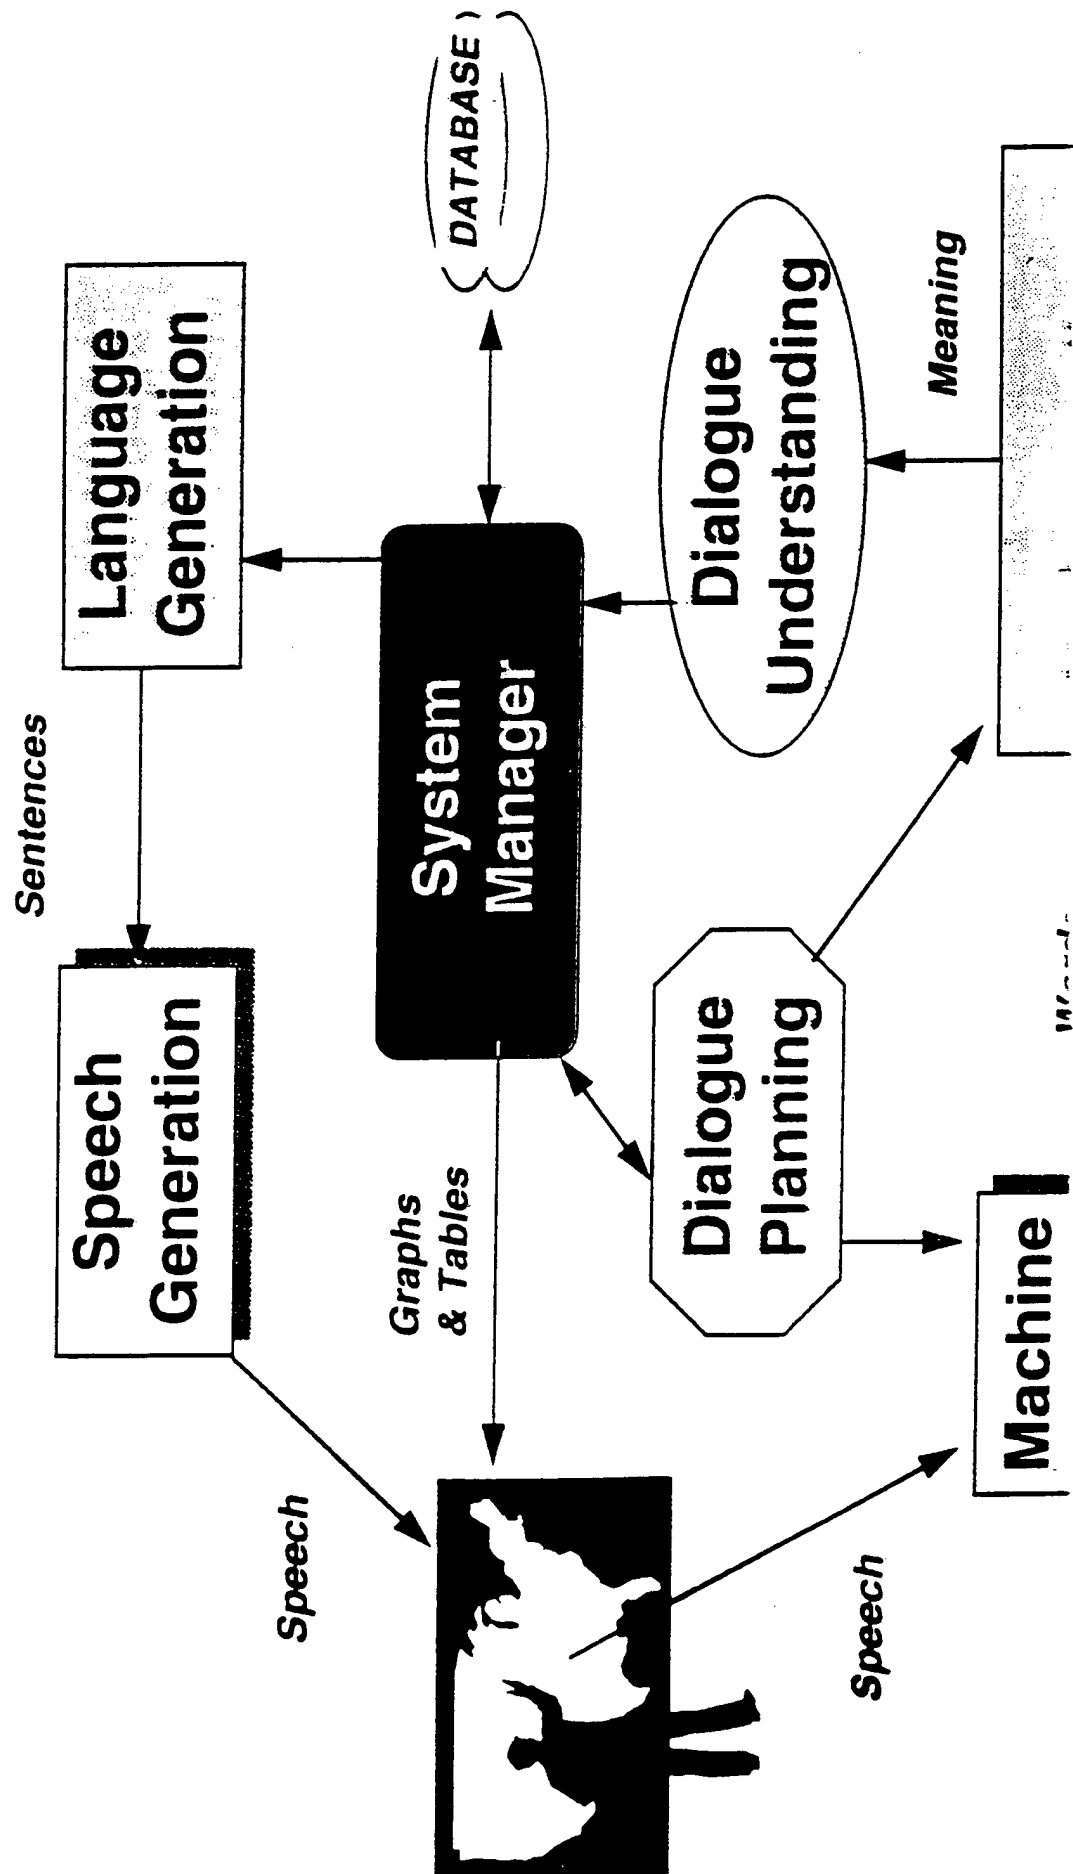 Sentences
Speech
Generation
Language
Generation
Speech
Graphs
& Tables
System
Manager
DATABASE
Dialogue
Planning
Dialogue
Understanding
Speech
Meaning
Machine